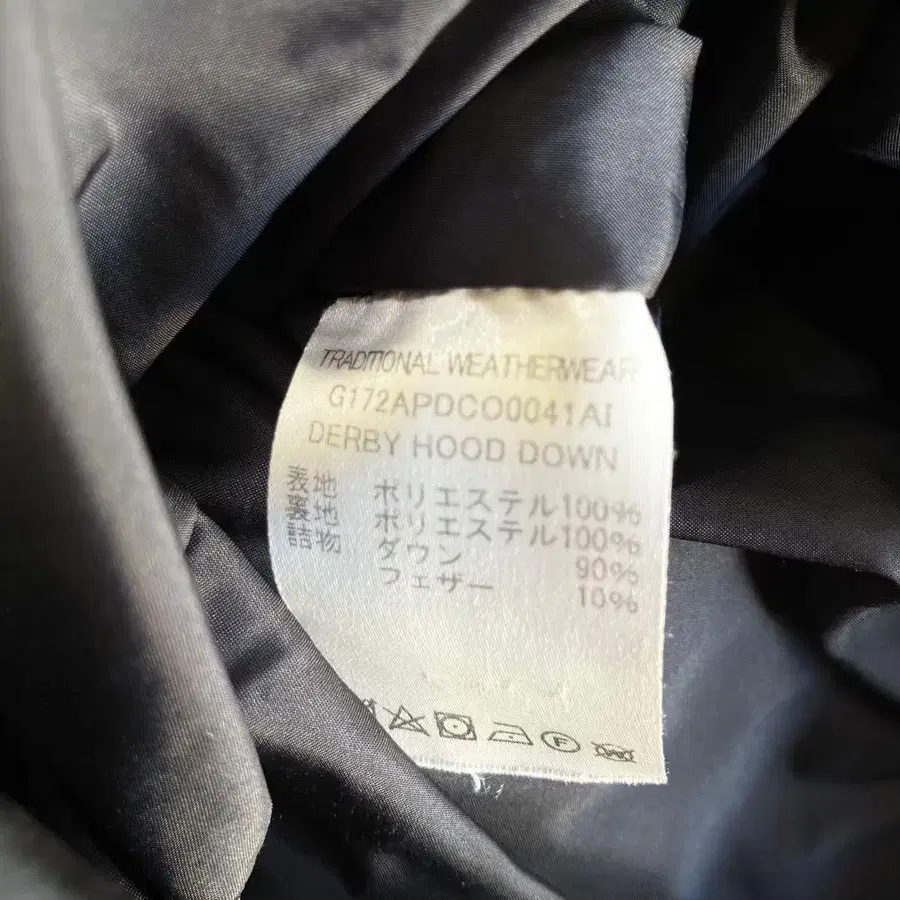 TRADITIONAL WEATHERWEAR
G172APDCO0041AI
DERBY HOOD DOWN
表地 ポリエステル100%
裏地 ポリエステル100%
詰物 ダウン 90%
フェザー 10%
F